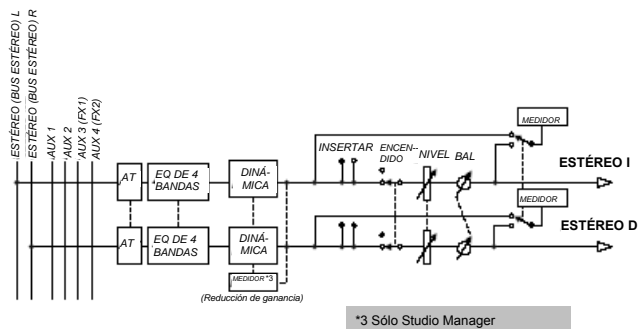 ESTÉREO (BUS ESTÉREO) L
ESTÉREO (BUS ESTÉREO) R
AUX 1
AUX 2
AUX 3 (FX1)
AUX 4 (FX2)
AT
EQ DE 4
BANDAS
DINÁ-
MICA
INSERTAR
ENCEN--
DIDO
NIVEL
BAL
MEDIDOR
ESTÉREO I
AT
EQ DE 4
BANDAS
DINÁ-
MICA
MEDIDOR
ESTÉREO D
MEDIDOR *3
(Reducción de ganancia)
*3 Sólo Studio Manager